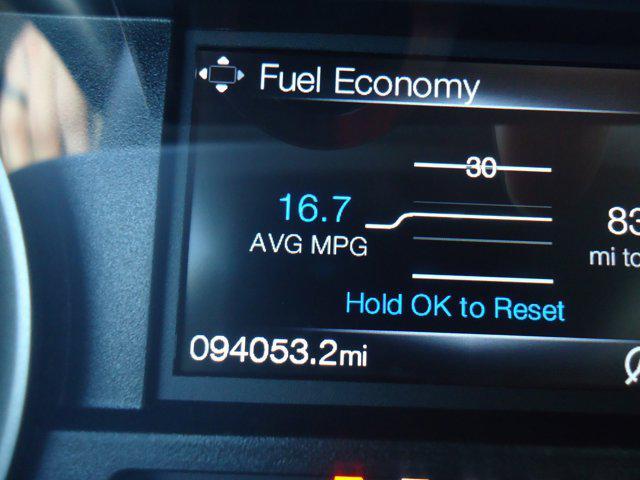 Fuel Economy
30
16.7
AVG MPG
83
mi to
Hold OK to Reset
094053.2mi